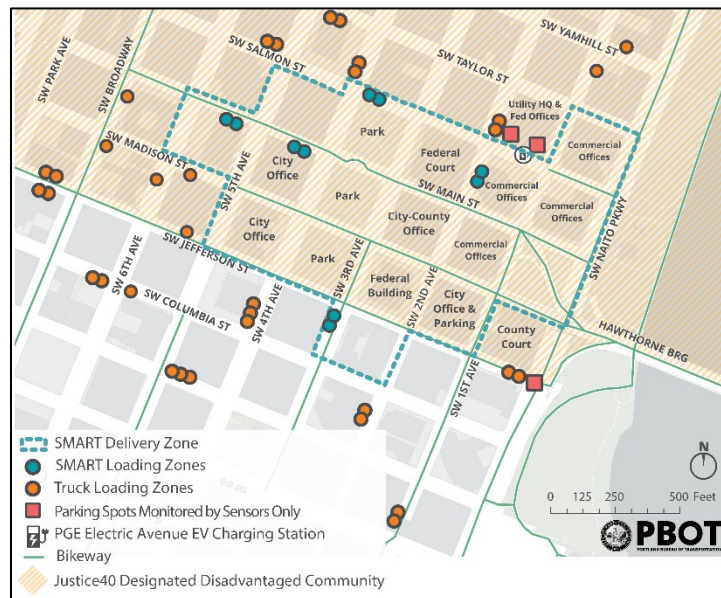 SW YAMHILL ST
SW SALMON ST
SW TAYLOR ST
SW PARK AVE
SW BROADWAY
Utility HQ &
Fed Offices
Park
Commercial
Offices
SW MADISON ST
SW 5TH AVE
City
Office
Federal
Court
SW MAIN ST
Commercial
Offices
Park
Commercial
Offices
SW NAITO PKWY
City
Office
City-County
Office
Commercial
Offices
SW JEFFERSON ST
Park
SW 3RD AVE
SW 6TH AVE
SW 4TH AVE
Federal
Building
SW 2ND AVE
City
Office &
Parking
SW COLUMBIA ST
County
Court
HAWTHORNE BRG
SW 1ST AVE
SMART Delivery Zone
SMART Loading Zones
Truck Loading Zones
Parking Spots Monitored by Sensors Only
PGE Electric Avenue EV Charging Station
Bikeway
Justice40 Designated Disadvantaged Community
N
0 125 250 500 Feet
PBOT
PORTLAND BUREAU OF TRANSPORTATION